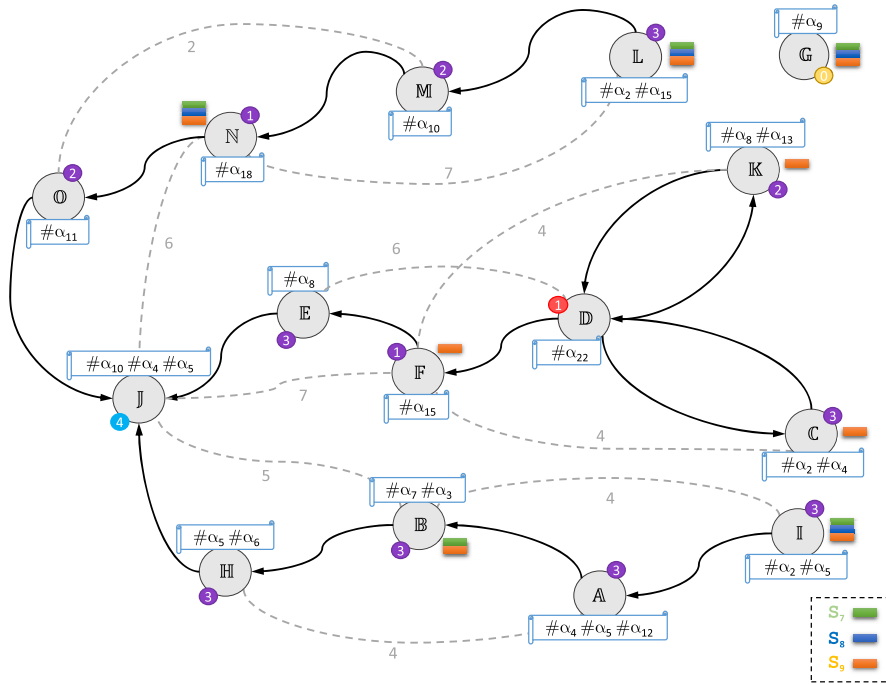 #α₉
𝔾
0
3
𝕃
#α₂ #α₁₅
2
2
𝕄
#α₁₀
1
ℕ
#α₁₈
7
#α₈ #α₁₃
𝕂
2
2
𝕆
#α₁₁
6
4
#α₈
𝔼
3
6
1
𝔻
#α₂₂
#α₁₀ #α₄ #α₅
𝕁
4
7
1
𝔽
#α₁₅
4
3
ℂ
#α₂ #α₄
5
#α₇ #α₃
𝔹
3
4
3
𝕀
#α₂ #α₅
#α₅ #α₆
ℍ
3
3
𝔸
#α₄ #α₅ #α₁₂
4
S₇
S₈
S₉